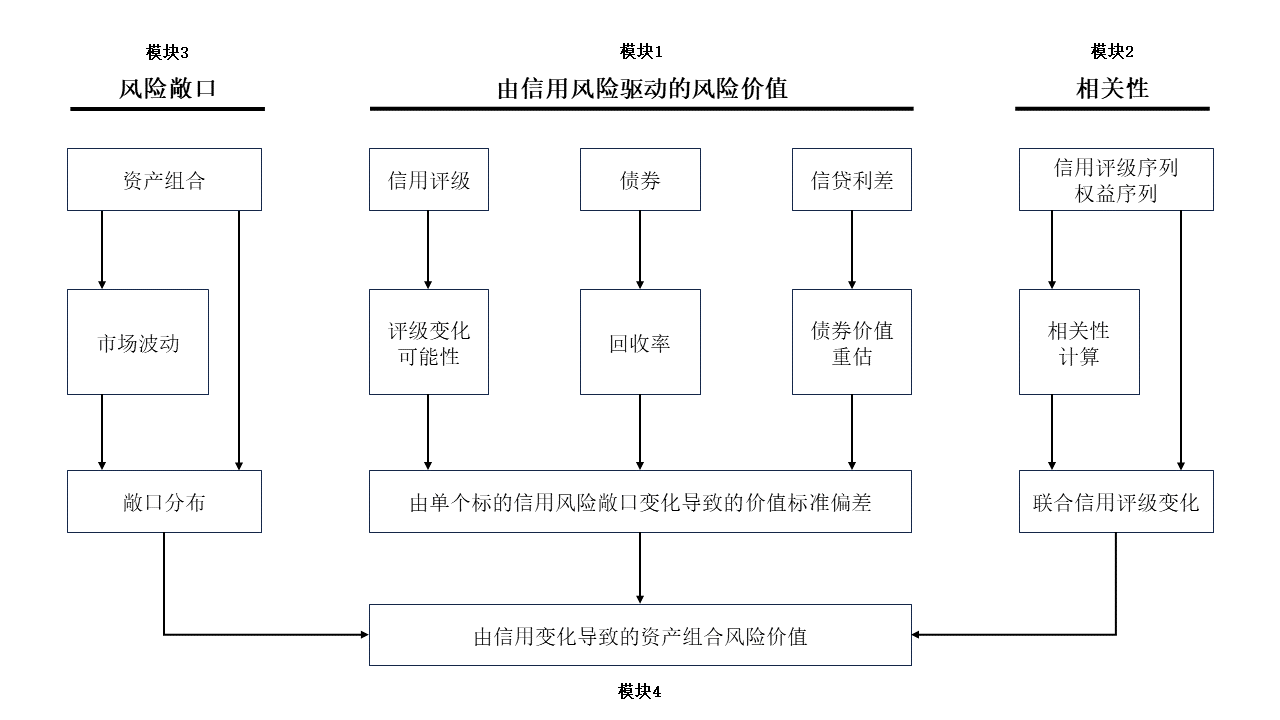 模块3
模块1
模块2
风险敞口
由信用风险驱动的风险价值
相关性
资产组合
信用评级
债券
信贷利差
信用评级序列
权益序列
市场波动
评级变化
可能性
回收率
债券价值
重估
相关性
计算
敞口分布
由单个标的信用风险敞口变化导致的价值标准偏差
联合信用评级变化
由信用变化导致的资产组合风险价值
模块4